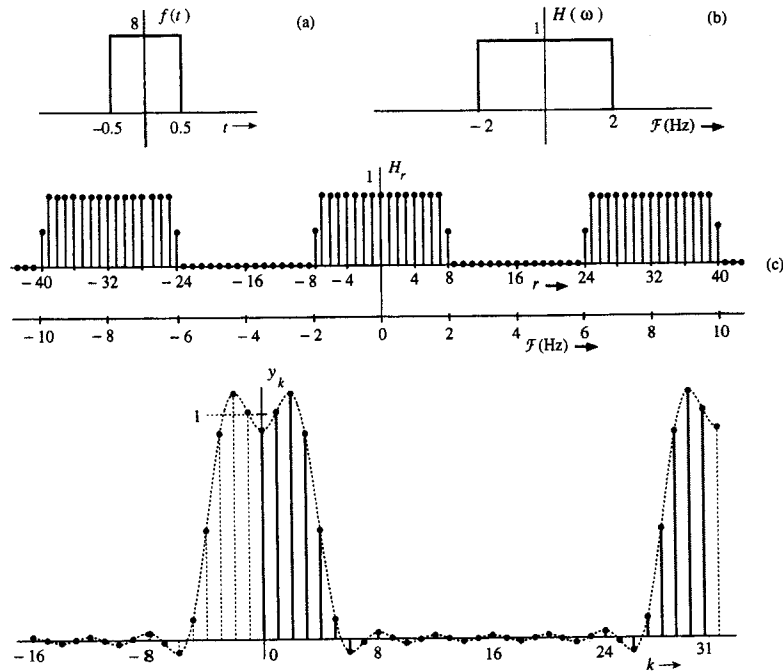 8 f(t) (a)
−0.5 0.5 t →
H(ω) (b)
1
−2 2 ℱ(Hz) →
1 H_r
(c)
−40 −32 −24 −16 −8 −4 0 4 8 16 24 32 40
r →
−10 −8 −6 −4 −2 0 2 4 6 8 10
ℱ(Hz) →
y_k
1
−16 −8 0 8 16 24 31
k →